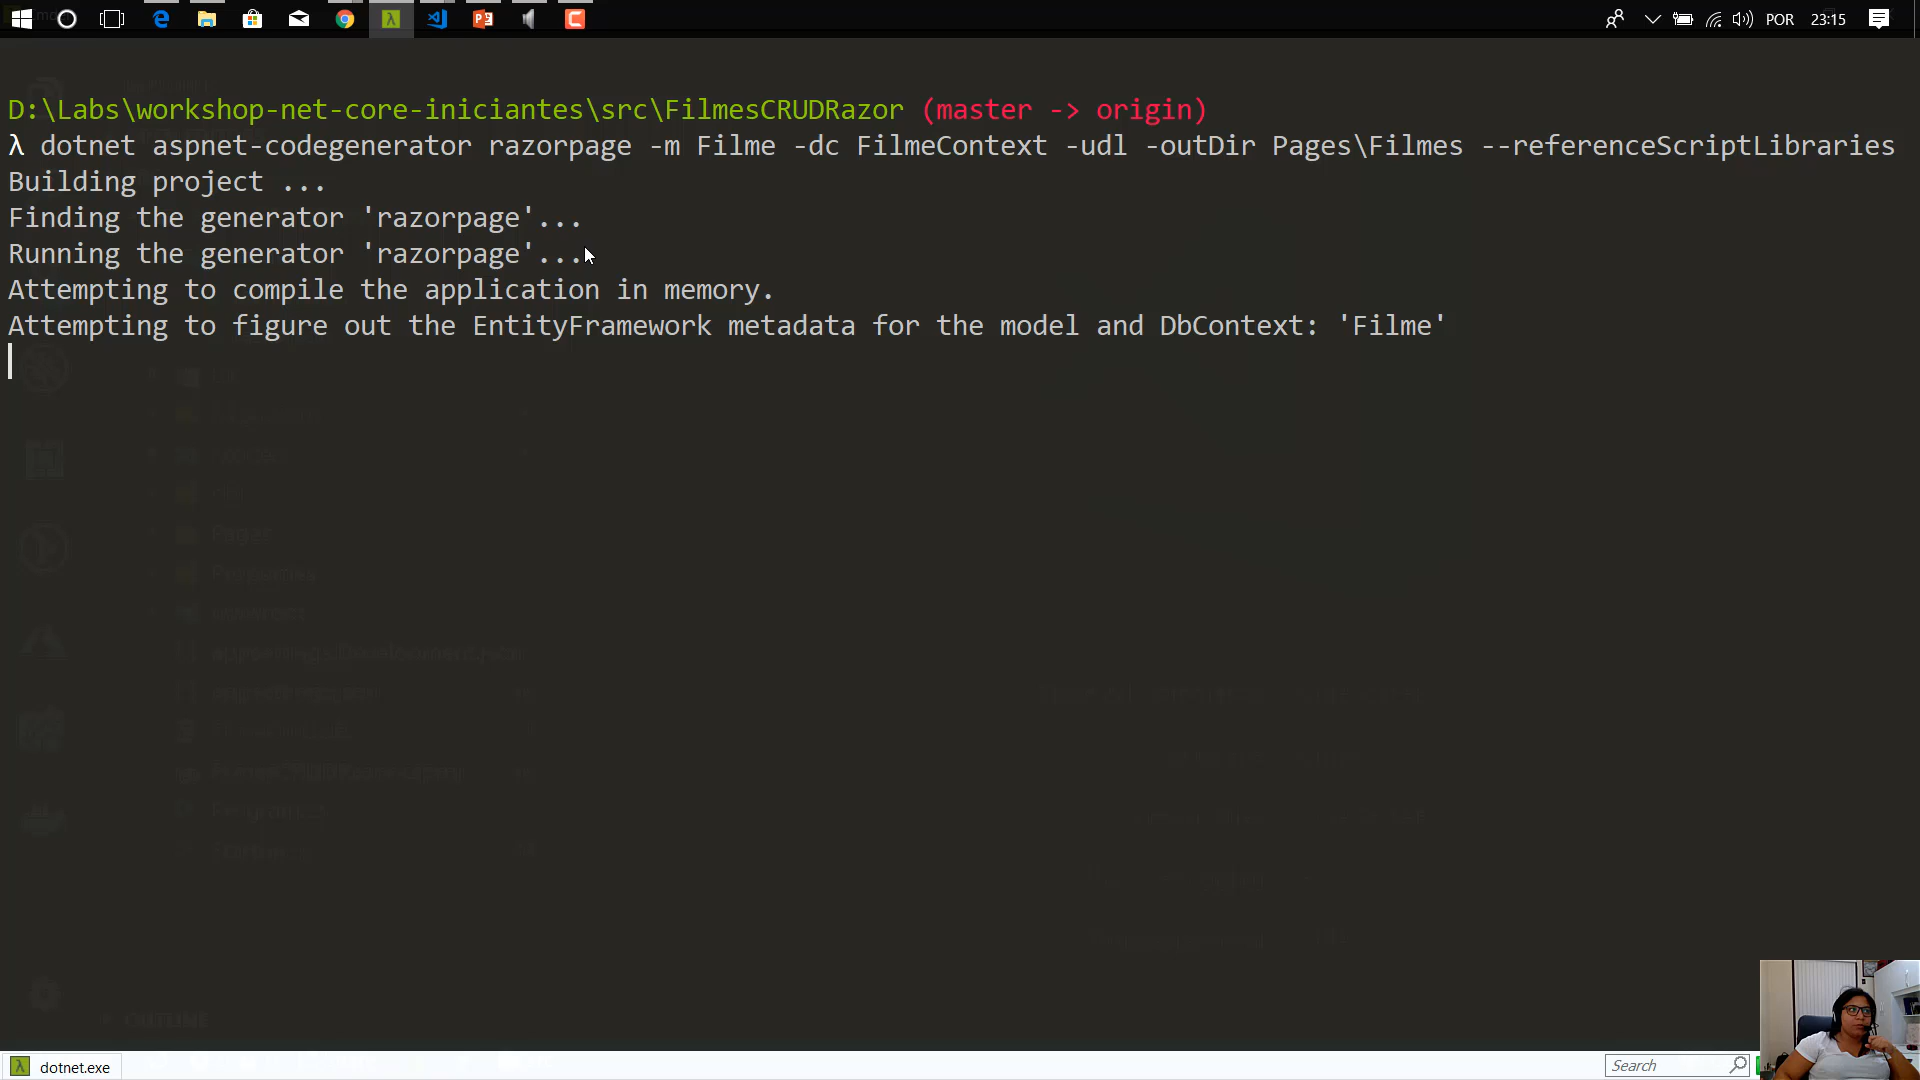 POR 23:15
D:\Labs\workshop-net-core-iniciantes\src\FilmesCRUDRazor (master -> origin)
λ dotnet aspnet-codegenerator razorpage -m Filme -dc FilmeContext -udl -outDir Pages\Filmes --referenceScriptLibraries
Building project ...
Finding the generator 'razorpage'...
Running the generator 'razorpage'...
Attempting to compile the application in memory.
Attempting to figure out the EntityFramework metadata for the model and DbContext: 'Filme'
Pages
Properties
OUTLINE
λ dotnet.exe
Search